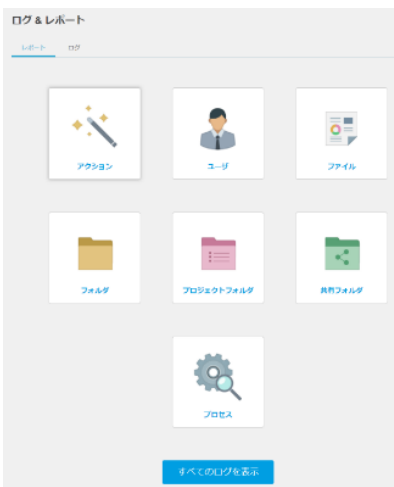 ログ & レポート
レポート ログ
アクション ユーザ ファイル
フォルダ プロジェクトフォルダ 共有フォルダ
プロセス
すべてのログを表示